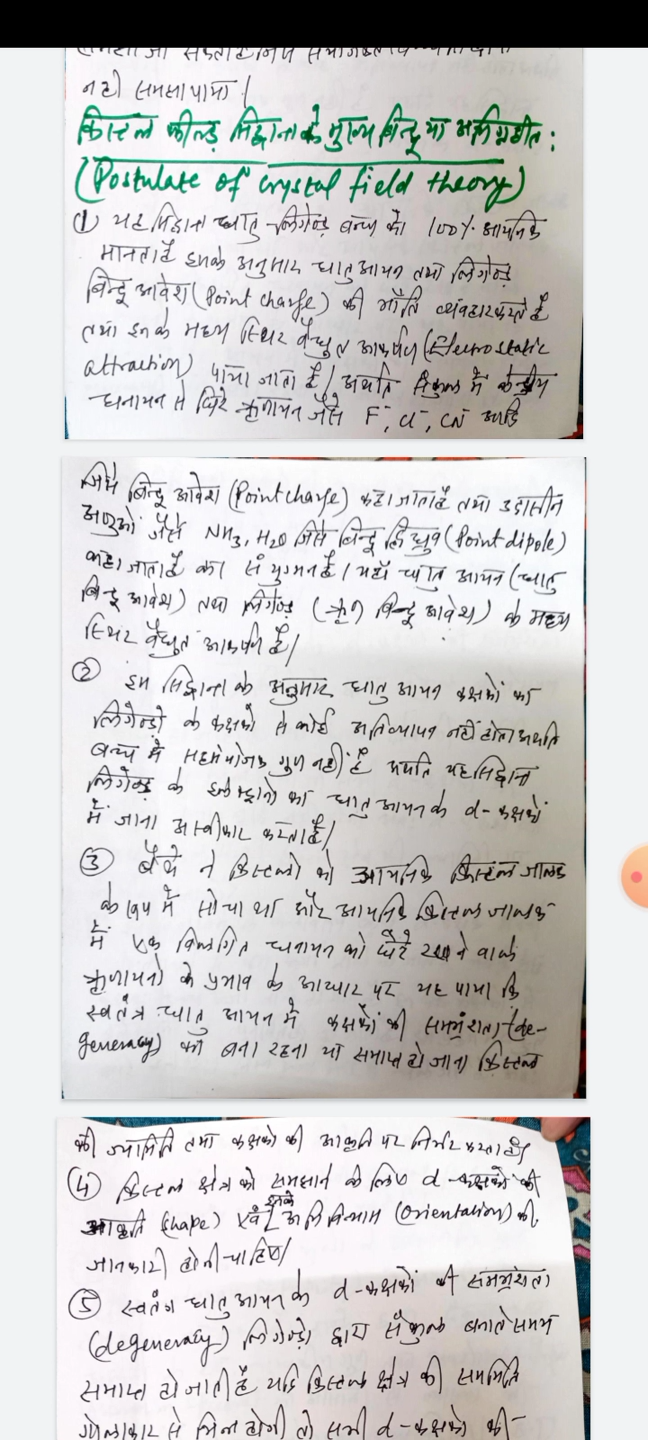 नही समझा पाया।
क्रिस्टल फील्ड सिद्धान्त के मुख्य बिन्दू या अभिग्रहीत :
(Postulate of crystal field theory)
① यह सिद्धान्त धातु-लिगेण्ड बन्ध को 100% आयनिक
मानता है इनके अनुसार धातु आयन तथा लिगेण्ड
बिन्दू आवेश (Point charge) की भाँति व्यवहार करते है
तथा इनके मध्य स्थिर वैधुत आकर्षण (Electrostatic
attraction) पाया जाता है। अर्थात संकुल में केन्द्रीय
धनायन से घिरे ऋणायन जैसे F⁻, Cl⁻, CN⁻ आदि
जिसे बिन्दू आवेश (Point charge) कहा जाता है तथा उदासीन
अणुओं जैसे NH3, H2O जिसे बिन्दू द्विध्रुव (Point dipole)
कहा जाता है का संयुग्मन है। यहाँ धातु आयन (धातु
बिन्दू आवेश) तथा लिगेण्ड (ऋण बिन्दू आवेश) के मध्य
स्थिर वैधुत आकर्षण है।
② इस सिद्धान्त के अनुसार धातु आयन कक्षकों का
लिगेण्डो के कक्षकों से कोई अतिव्यापन नहीं होता अर्थात
बन्ध में सहसंयोजक गुण नहीं है अर्थात यह सिद्धान्त
लिगेण्ड के इलेक्ट्रानो का धातु आयन के d-कक्षकों
में जाना अस्वीकार करता है।
③ बैथे ने क्रिस्टलो को आयनिक क्रिस्टल जालक
के रूप में सोचा था और आयनिक क्रिस्टल जालक
में एक विलगित धनायन को घेरे रखने वाले
ऋणायनो के प्रभाव के आधार पर यह पाया कि
स्वतंत्र धातु आयन में कक्षकों की समभ्रंशता (de-
generacy) का बना रहना या समाप्त हो जाना क्रिस्टल
की ज्यामिति तथा कक्षको की आकृति पर निर्भर करता है।
④ क्रिस्टल क्षेत्र को समझाने के लिए d-कक्षकों की
आकृति (shape) एवं इनके अभिविन्यास (Orientation) की
जानकारी होनी चाहिए।
⑤ स्वतंत्र धातु आयन के d-कक्षकों की समभ्रंशता
(degeneracy) लिगेण्डो द्वारा संकुल बनाते समय
समाप्त हो जाती है यदि क्रिस्टल क्षेत्र की सममिति
गोलाकार से भिन्न होगी तो सभी d-कक्षको की